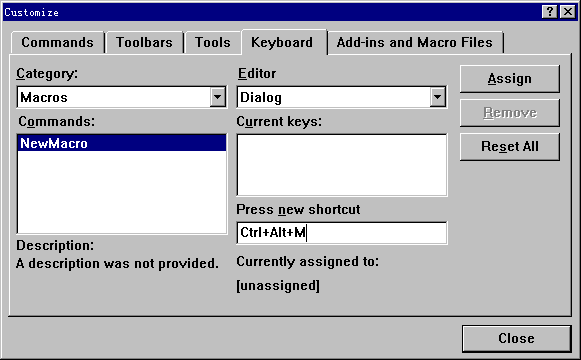 Customize
Commands Toolbars Tools Keyboard Add-ins and Macro Files
Category:
Macros
Commands:
NewMacro
Description:
A description was not provided.
Editor
Dialog
Current keys:
Press new shortcut
Ctrl+Alt+M
Currently assigned to:
[unassigned]
Assign
Remove
Reset All
Close